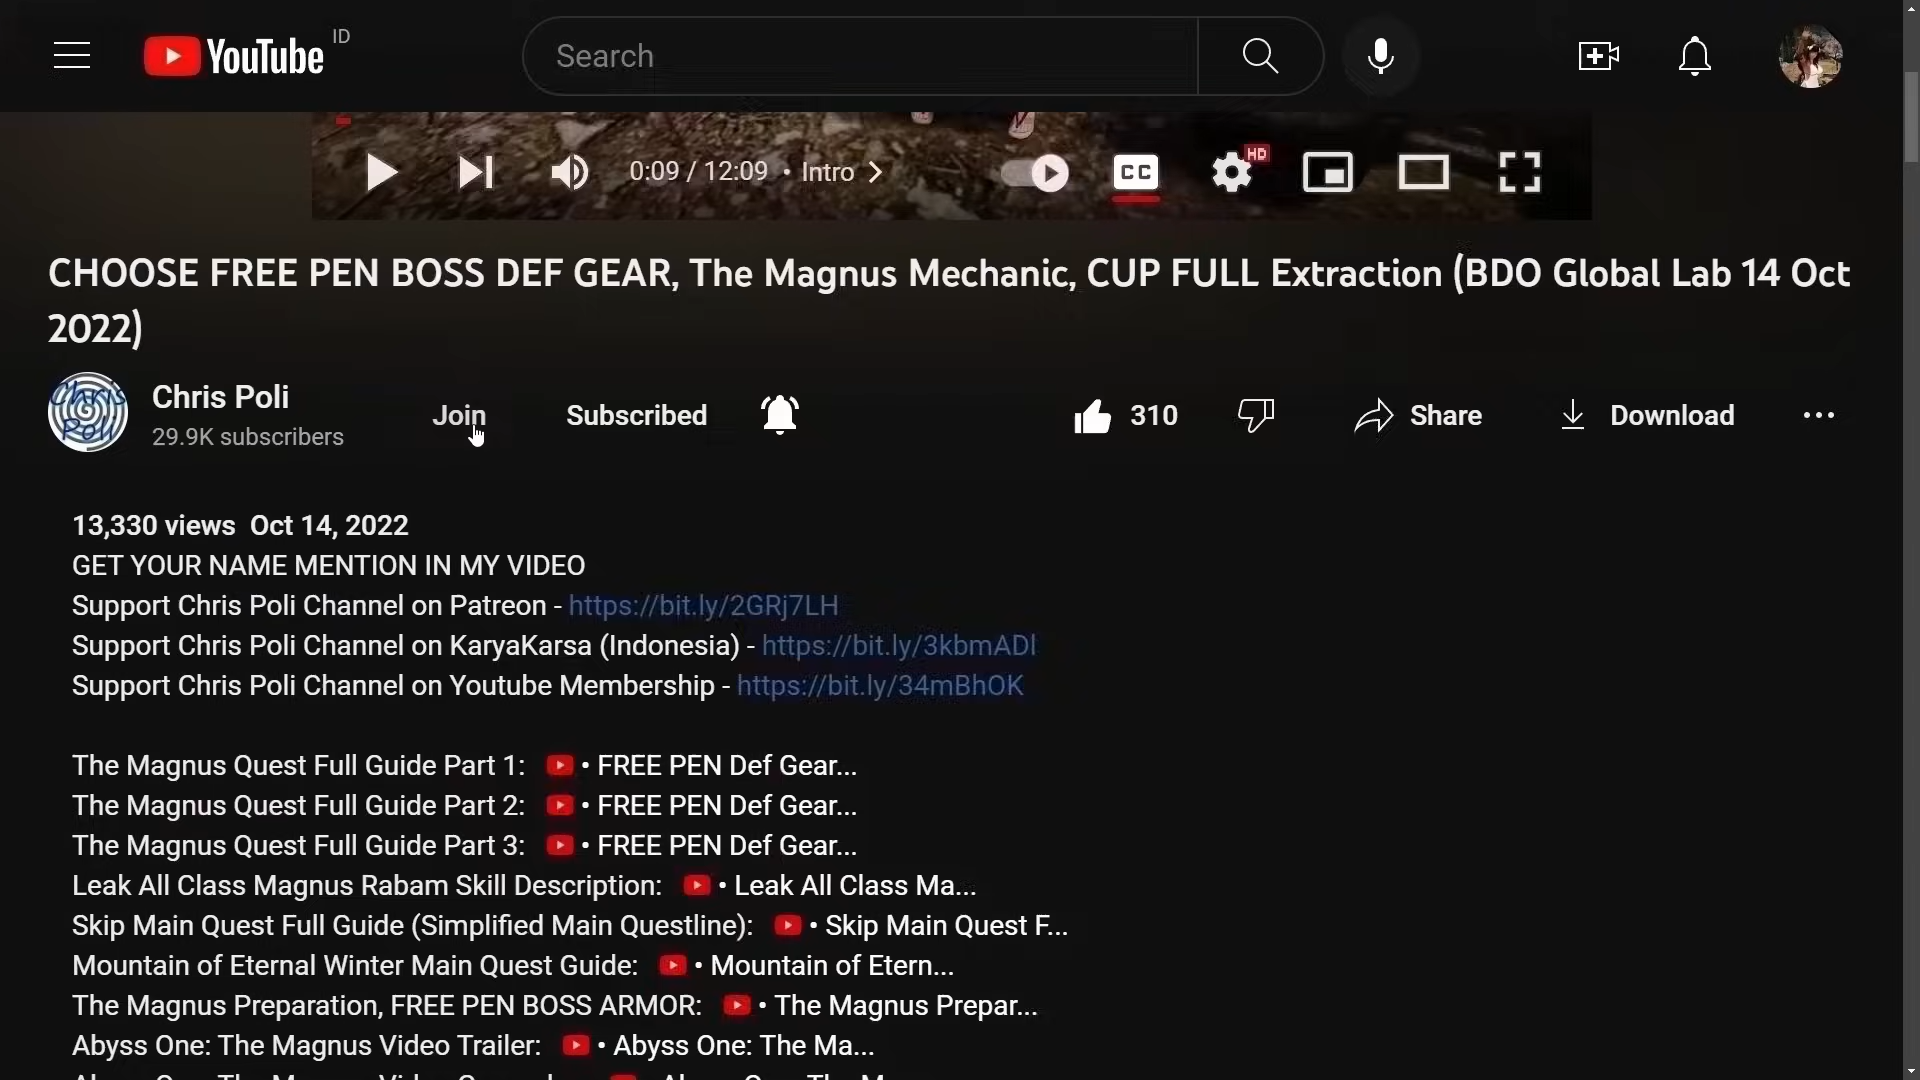 YouTube ID
Search
0:09 / 12:09 • Intro
CC
HD
CHOOSE FREE PEN BOSS DEF GEAR, The Magnus Mechanic, CUP FULL Extraction (BDO Global Lab 14 Oct
2022)
Chris Poli
Chris Poli
29.9K subscribers
Join
Subscribed
310
Share
Download
13,330 views Oct 14, 2022
GET YOUR NAME MENTION IN MY VIDEO
Support Chris Poli Channel on Patreon - https://bit.ly/2GRj7LH
Support Chris Poli Channel on KaryaKarsa (Indonesia) - https://bit.ly/3kbmADl
Support Chris Poli Channel on Youtube Membership - https://bit.ly/34mBhOK
The Magnus Quest Full Guide Part 1: • FREE PEN Def Gear...
The Magnus Quest Full Guide Part 2: • FREE PEN Def Gear...
The Magnus Quest Full Guide Part 3: • FREE PEN Def Gear...
Leak All Class Magnus Rabam Skill Description: • Leak All Class Ma...
Skip Main Quest Full Guide (Simplified Main Questline): • Skip Main Quest F...
Mountain of Eternal Winter Main Quest Guide: • Mountain of Etern...
The Magnus Preparation, FREE PEN BOSS ARMOR: • The Magnus Prepar...
Abyss One: The Magnus Video Trailer: • Abyss One: The Ma...